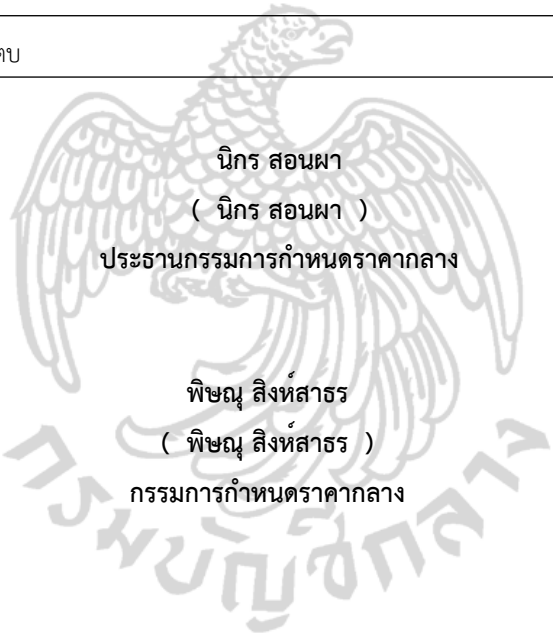 นิกร สอนผา
( นิกร สอนผา )
ประธานกรรมการกำหนดราคากลาง
พิษณุ สิงห์สาธร
( พิษณุ สิงห์สาธร )
กรรมการกำหนดราคากลาง
กรมบัญชีกลาง